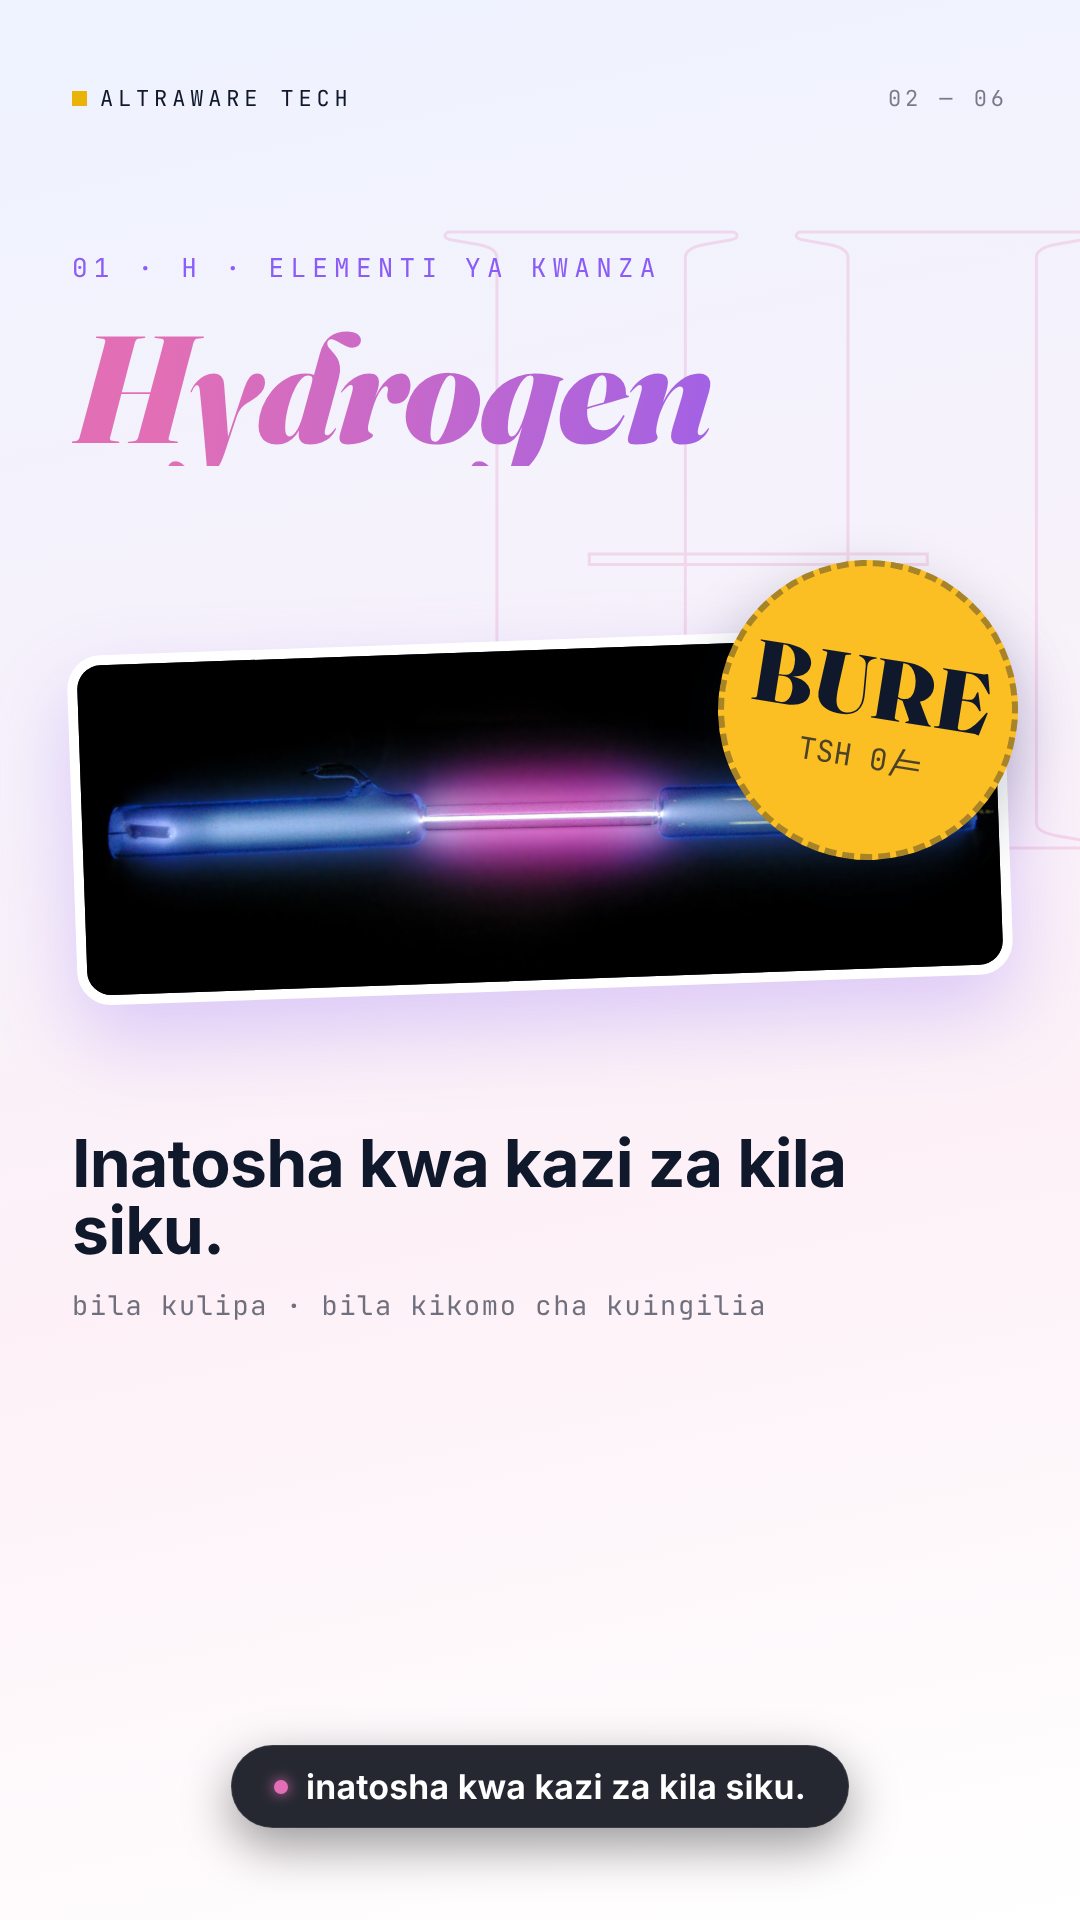 ALTRAWARE TECH
02 — 06
01 · H · ELEMENTI YA KWANZA
Hydrogen
BURE
TSH 0/=
Inatosha kwa kazi za kila
siku.
bila kulipa · bila kikomo cha kuingilia
inatosha kwa kazi za kila siku.